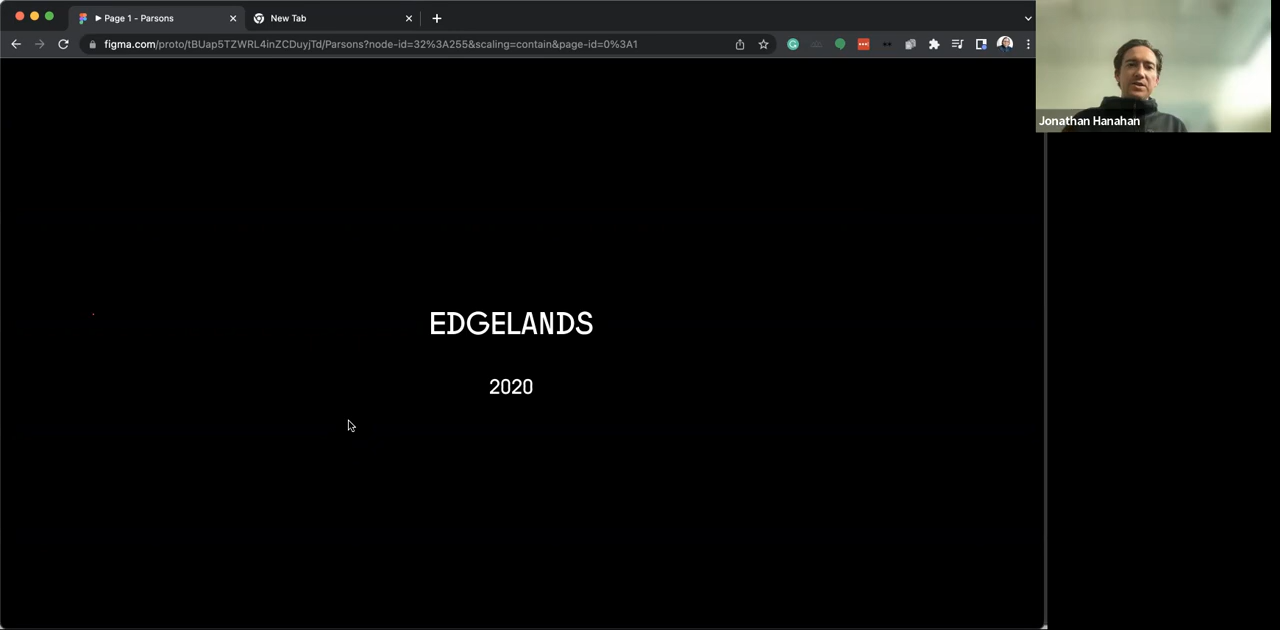 Page 1 - Parsons
New Tab
figma.com/proto/tBUap5TZWRL4inZCDuyjTd/Parsons?node-id=32%3A255&scaling=contain&page-id=0%3A1
Jonathan Hanahan
EDGELANDS
2020